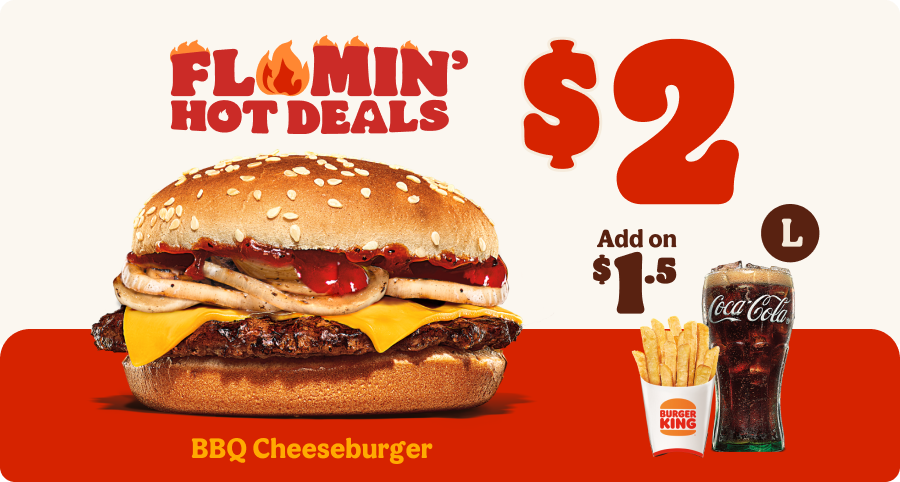 FLAMIN'
HOT DEALS
$2
Add on
$1.5
L
Coca-Cola
BURGER
KING
BBQ Cheeseburger